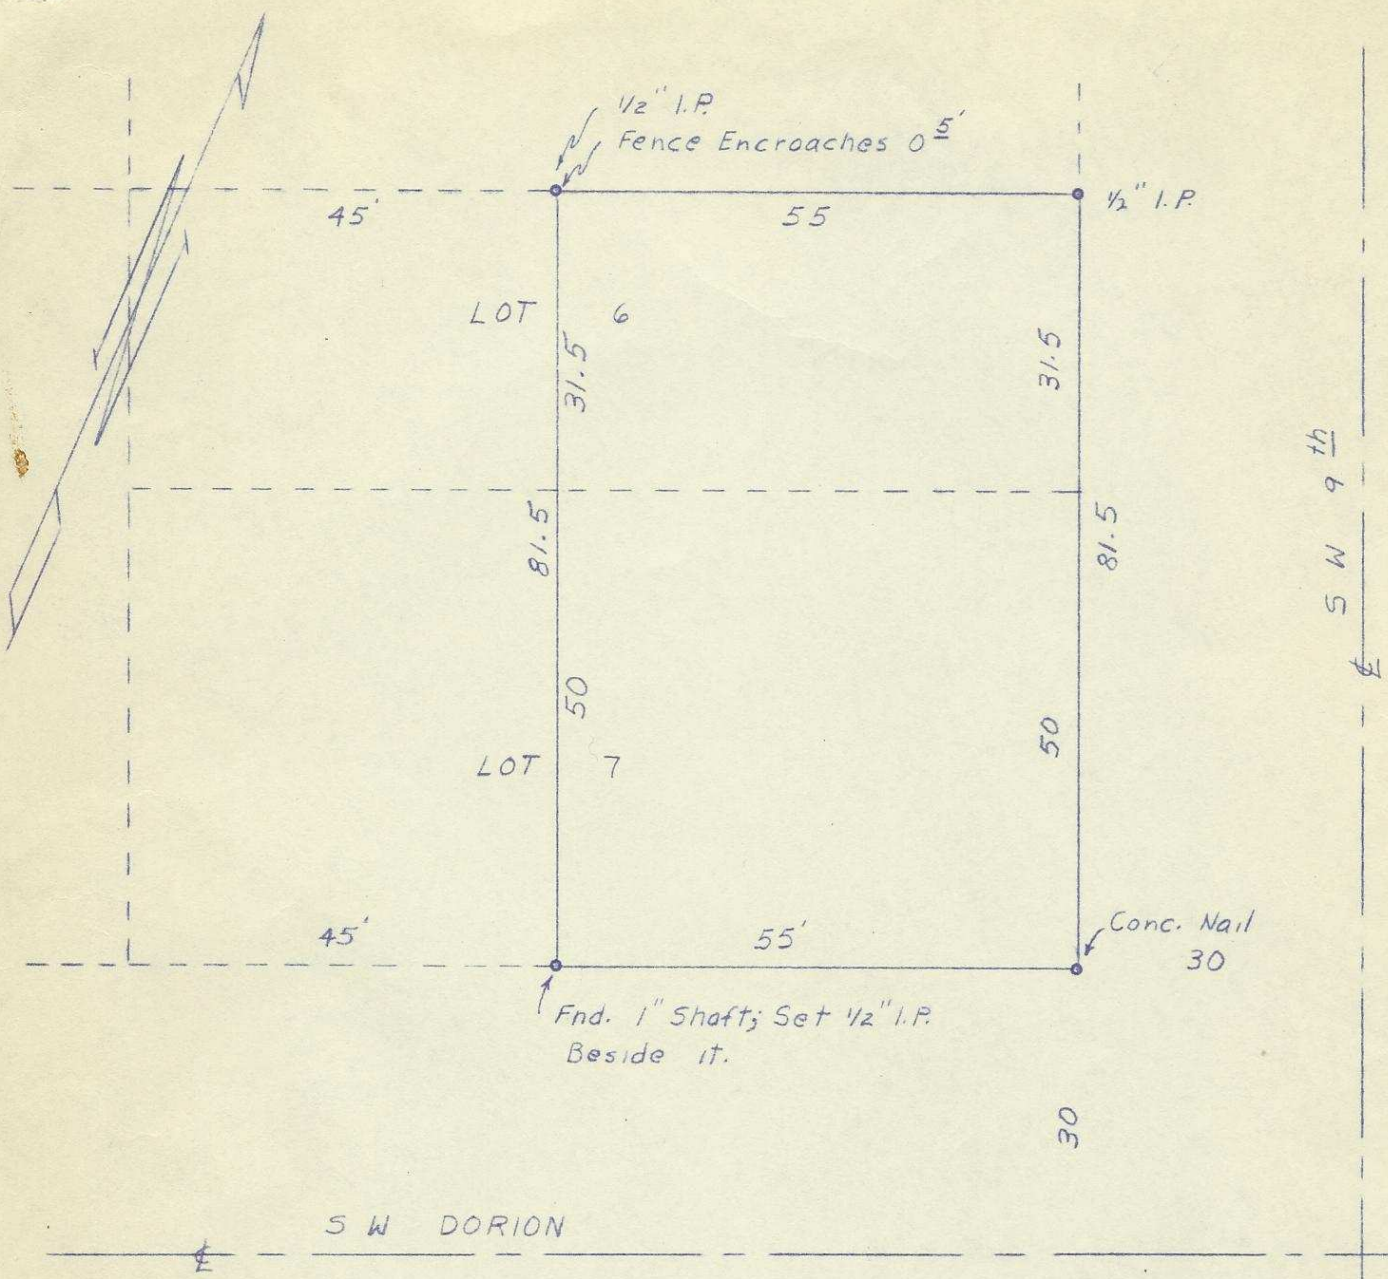 1/2" I.P.
Fence Encroaches 0 5'
45'
55
1/2" I.P.
LOT 6
31.5
31.5
S W 9 th
81.5
81.5
50
50
LOT 7
45'
55'
Conc. Nail
30
Fnd. 1" Shaft; Set 1/2" I.P.
Beside it.
30
S W DORION